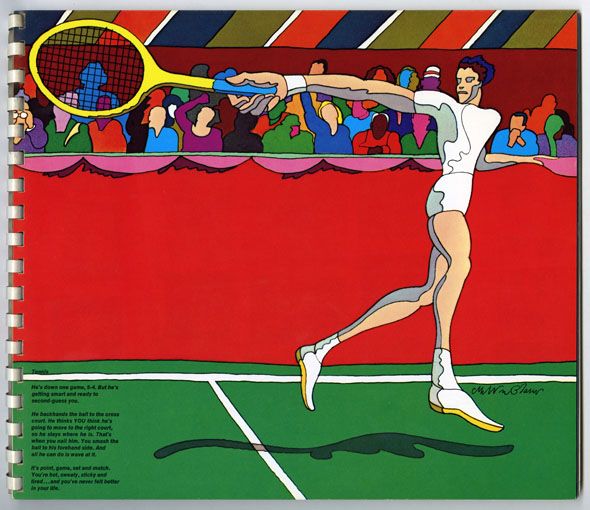 Tennis
He's down one game, 5-4. But he's
getting smart and ready to
second-guess you.
He backhands the ball to the cross
court. He thinks YOU think he's
going to move to the right court,
so he stays where he is. That's
when you nail him. You smash the
ball to his forehand side. And
all he can do is wave at it.
It's point, game, set and match.
You're hot, sweaty, sticky and
tired...and you've never felt better
in your life.